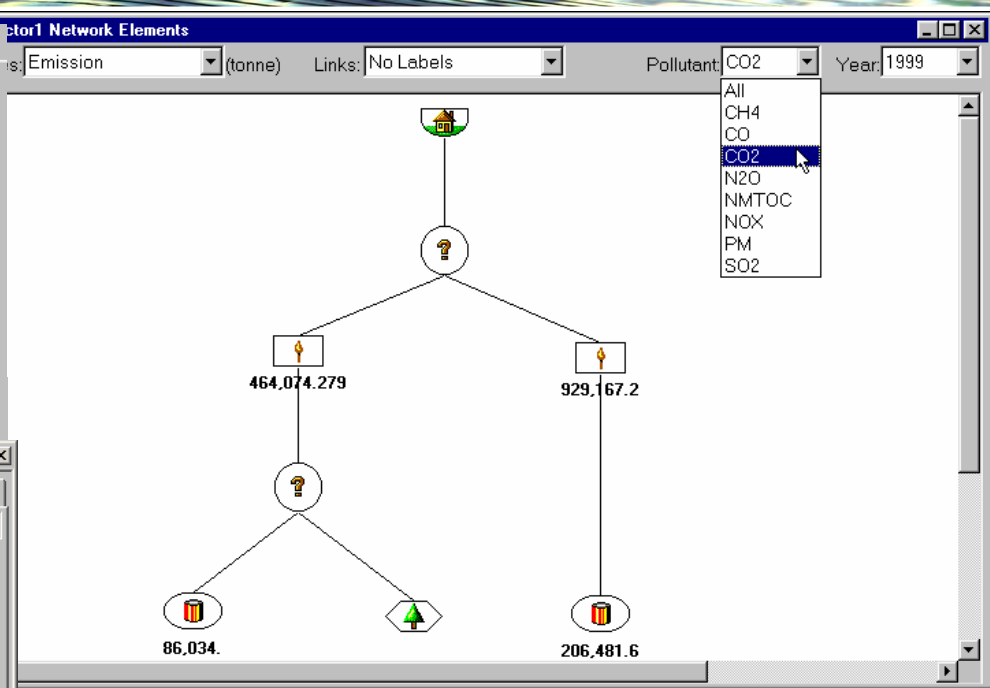 ctor1 Network Elements
s: Emission (tonne) Links: No Labels Pollutant: CO2 Year: 1999
All
CH4
CO
CO2
N2O
NMTOC
NOX
PM
SO2
?
464,074.279
929,167.2
?
86,034.
206,481.6